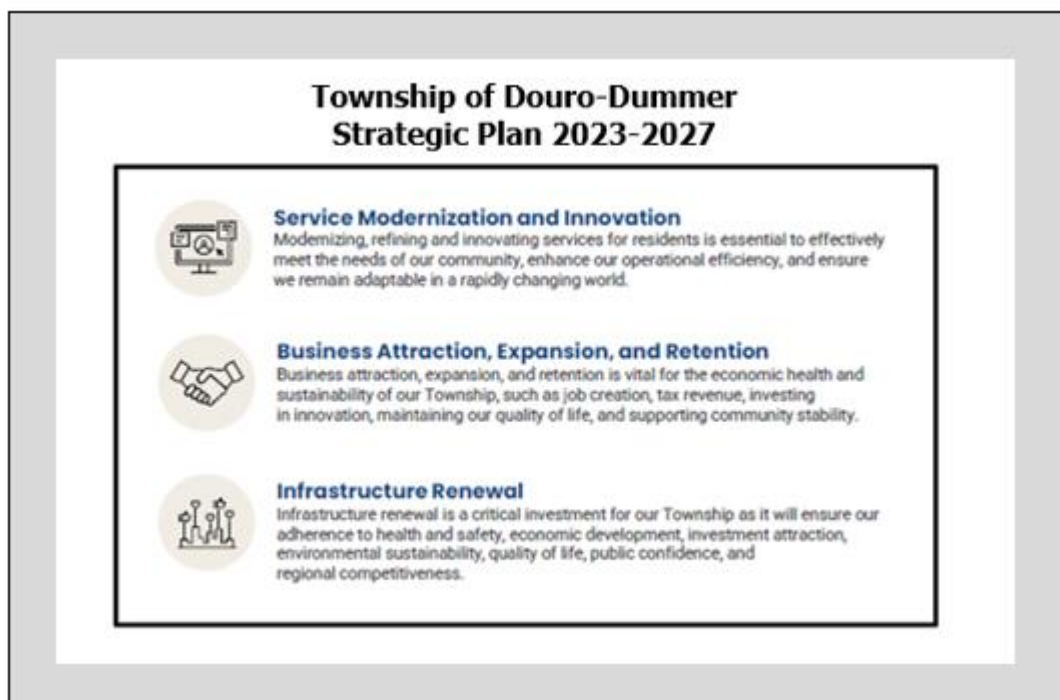 Township of Douro-Dummer
Strategic Plan 2023-2027
Service Modernization and Innovation
Modernizing, refining and innovating services for residents is essential to effectively
meet the needs of our community, enhance our operational efficiency, and ensure
we remain adaptable in a rapidly changing world.
Business Attraction, Expansion, and Retention
Business attraction, expansion, and retention is vital for the economic health and
sustainability of our Township, such as job creation, tax revenue, investing
in innovation, maintaining our quality of life, and supporting community stability.
Infrastructure Renewal
Infrastructure renewal is a critical investment for our Township as it will ensure our
adherence to health and safety, economic development, investment attraction,
environmental sustainability, quality of life, public confidence, and
regional competitiveness.